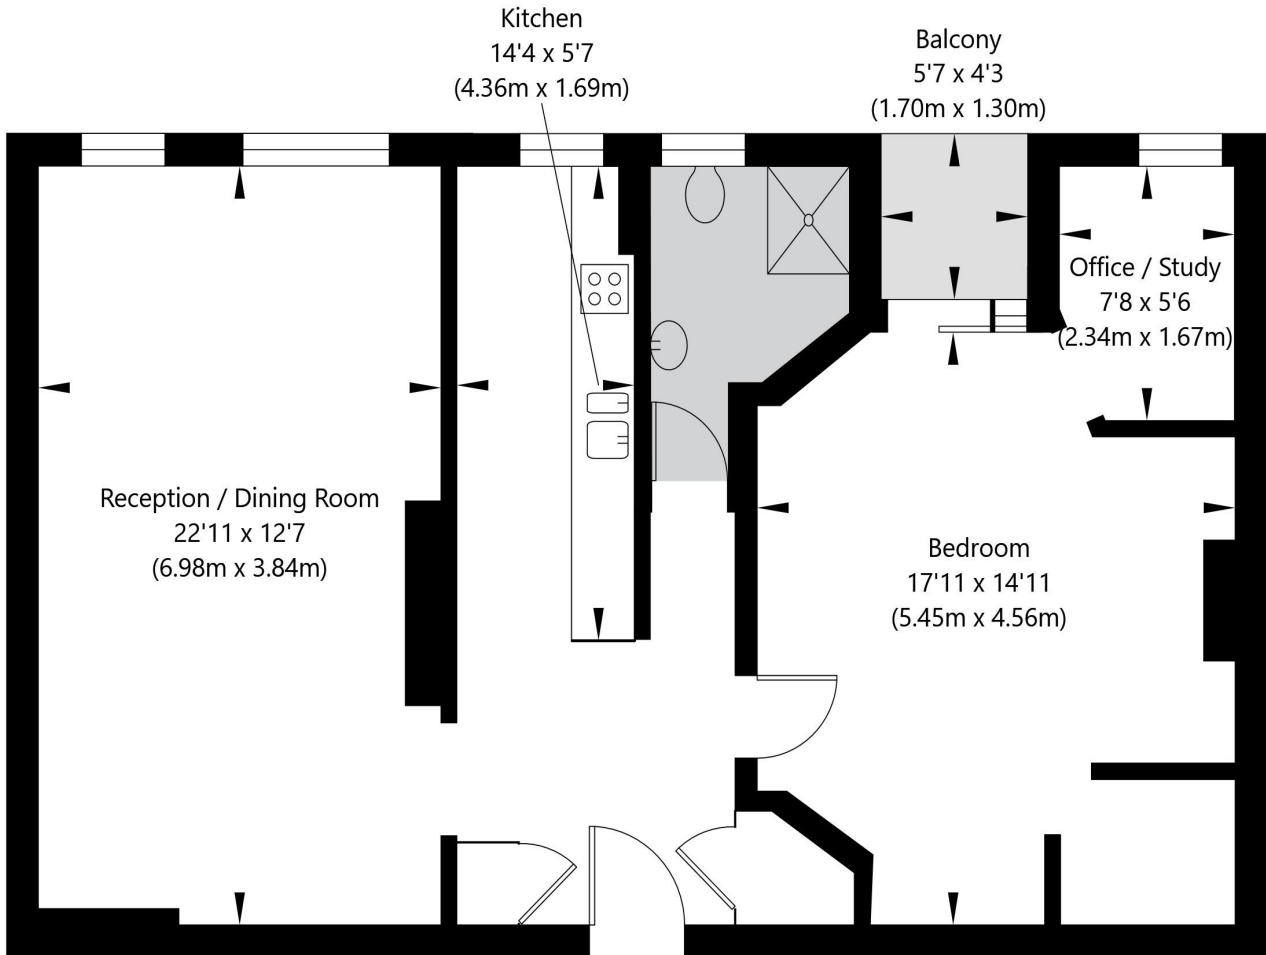 Kitchen
14'4 x 5'7
(4.36m x 1.69m)
Balcony
5'7 x 4'3
(1.70m x 1.30m)
Office / Study
7'8 x 5'6
(2.34m x 1.67m)
Reception / Dining Room
22'11 x 12'7
(6.98m x 3.84m)
Bedroom
17'11 x 14'11
(5.45m x 4.56m)